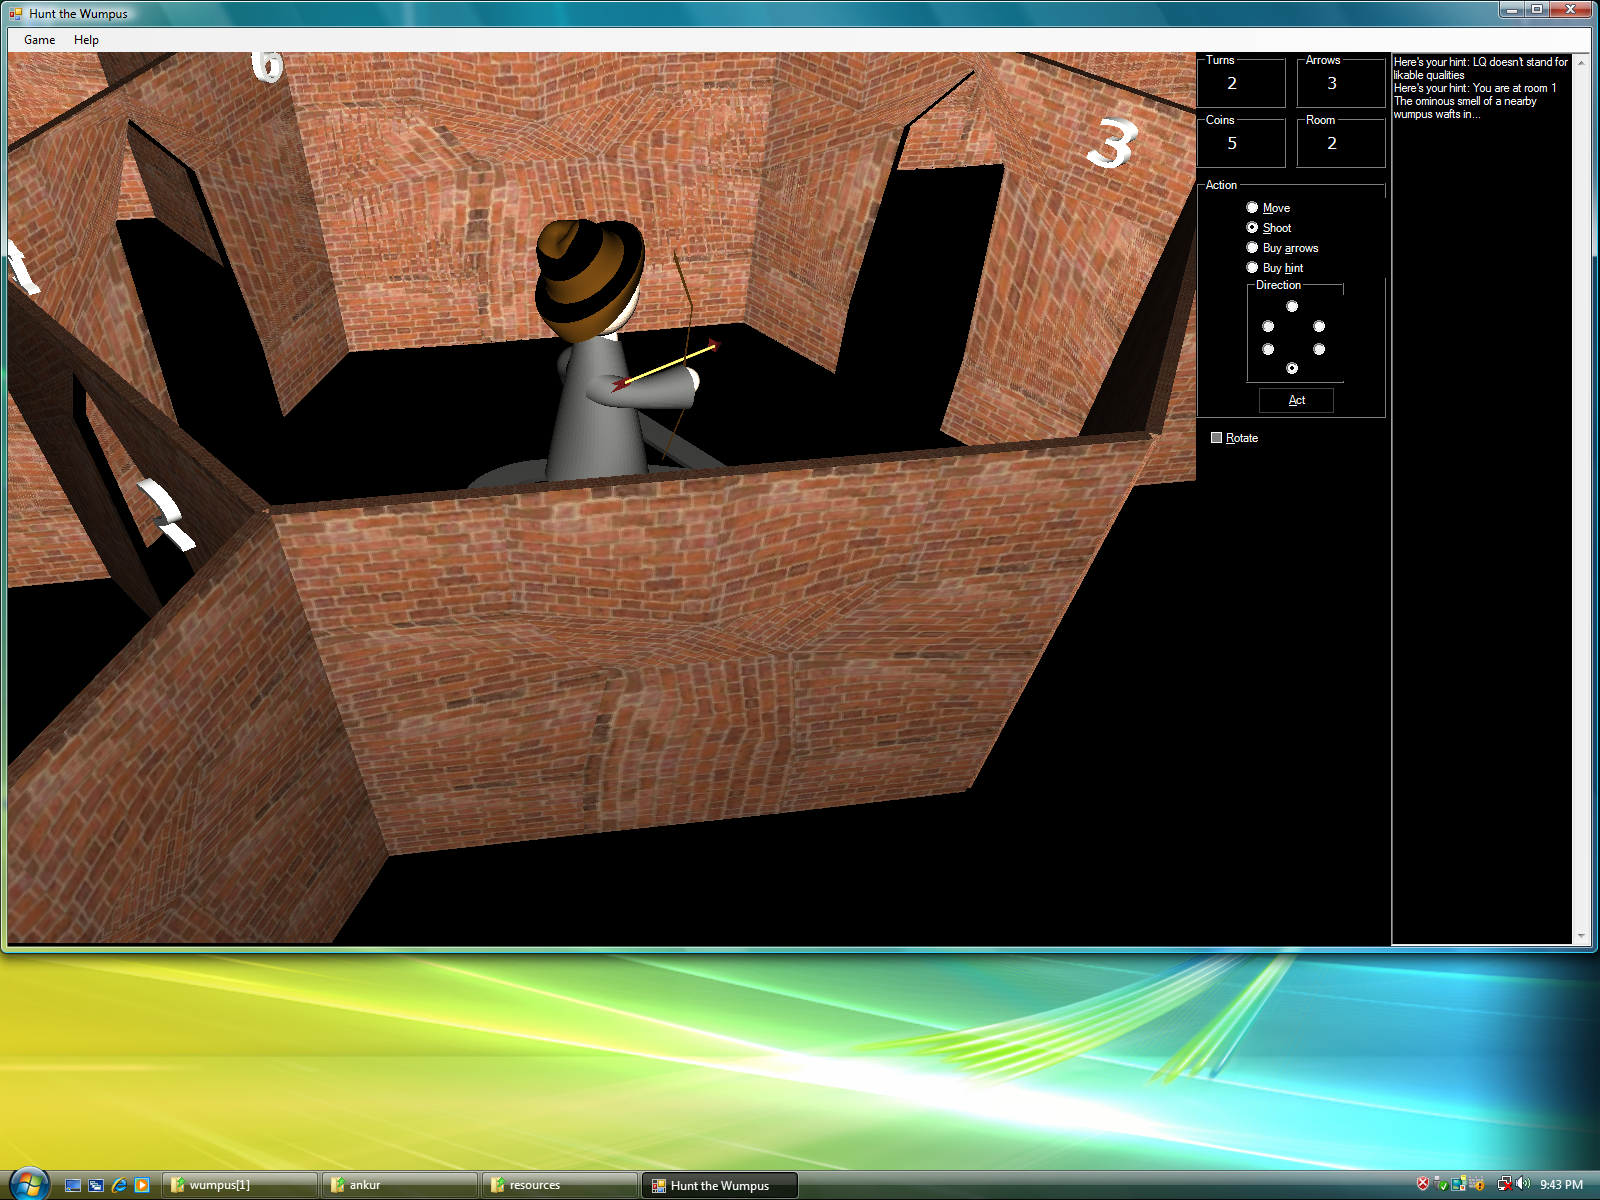 Hunt the Wumpus
Game Help
6
3
1
1
Turns
2
Arrows
3
Coins
5
Room
2
Action
Move
Shoot
Buy arrows
Buy hint
Direction
Act
Rotate
Here's your hint: LQ doesn't stand for
likable qualities
Here's your hint: You are at room 1
The ominous smell of a nearby
wumpus wafts in...
wumpus[1]
ankur
resources
Hunt the Wumpus
9:43 PM